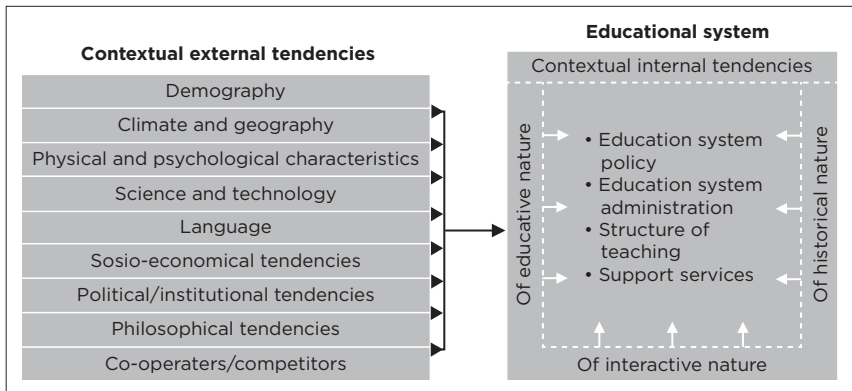 Contextual external tendencies
Demography
Climate and geography
Physical and psychological characteristics
Science and technology
Language
Sosio-economical tendencies
Political/institutional tendencies
Philosophical tendencies
Co-operaters/competitors
Educational system
Contextual internal tendencies
Of educative nature
• Education system
policy
• Education system
administration
• Structure of
teaching
• Support services
Of historical nature
Of interactive nature